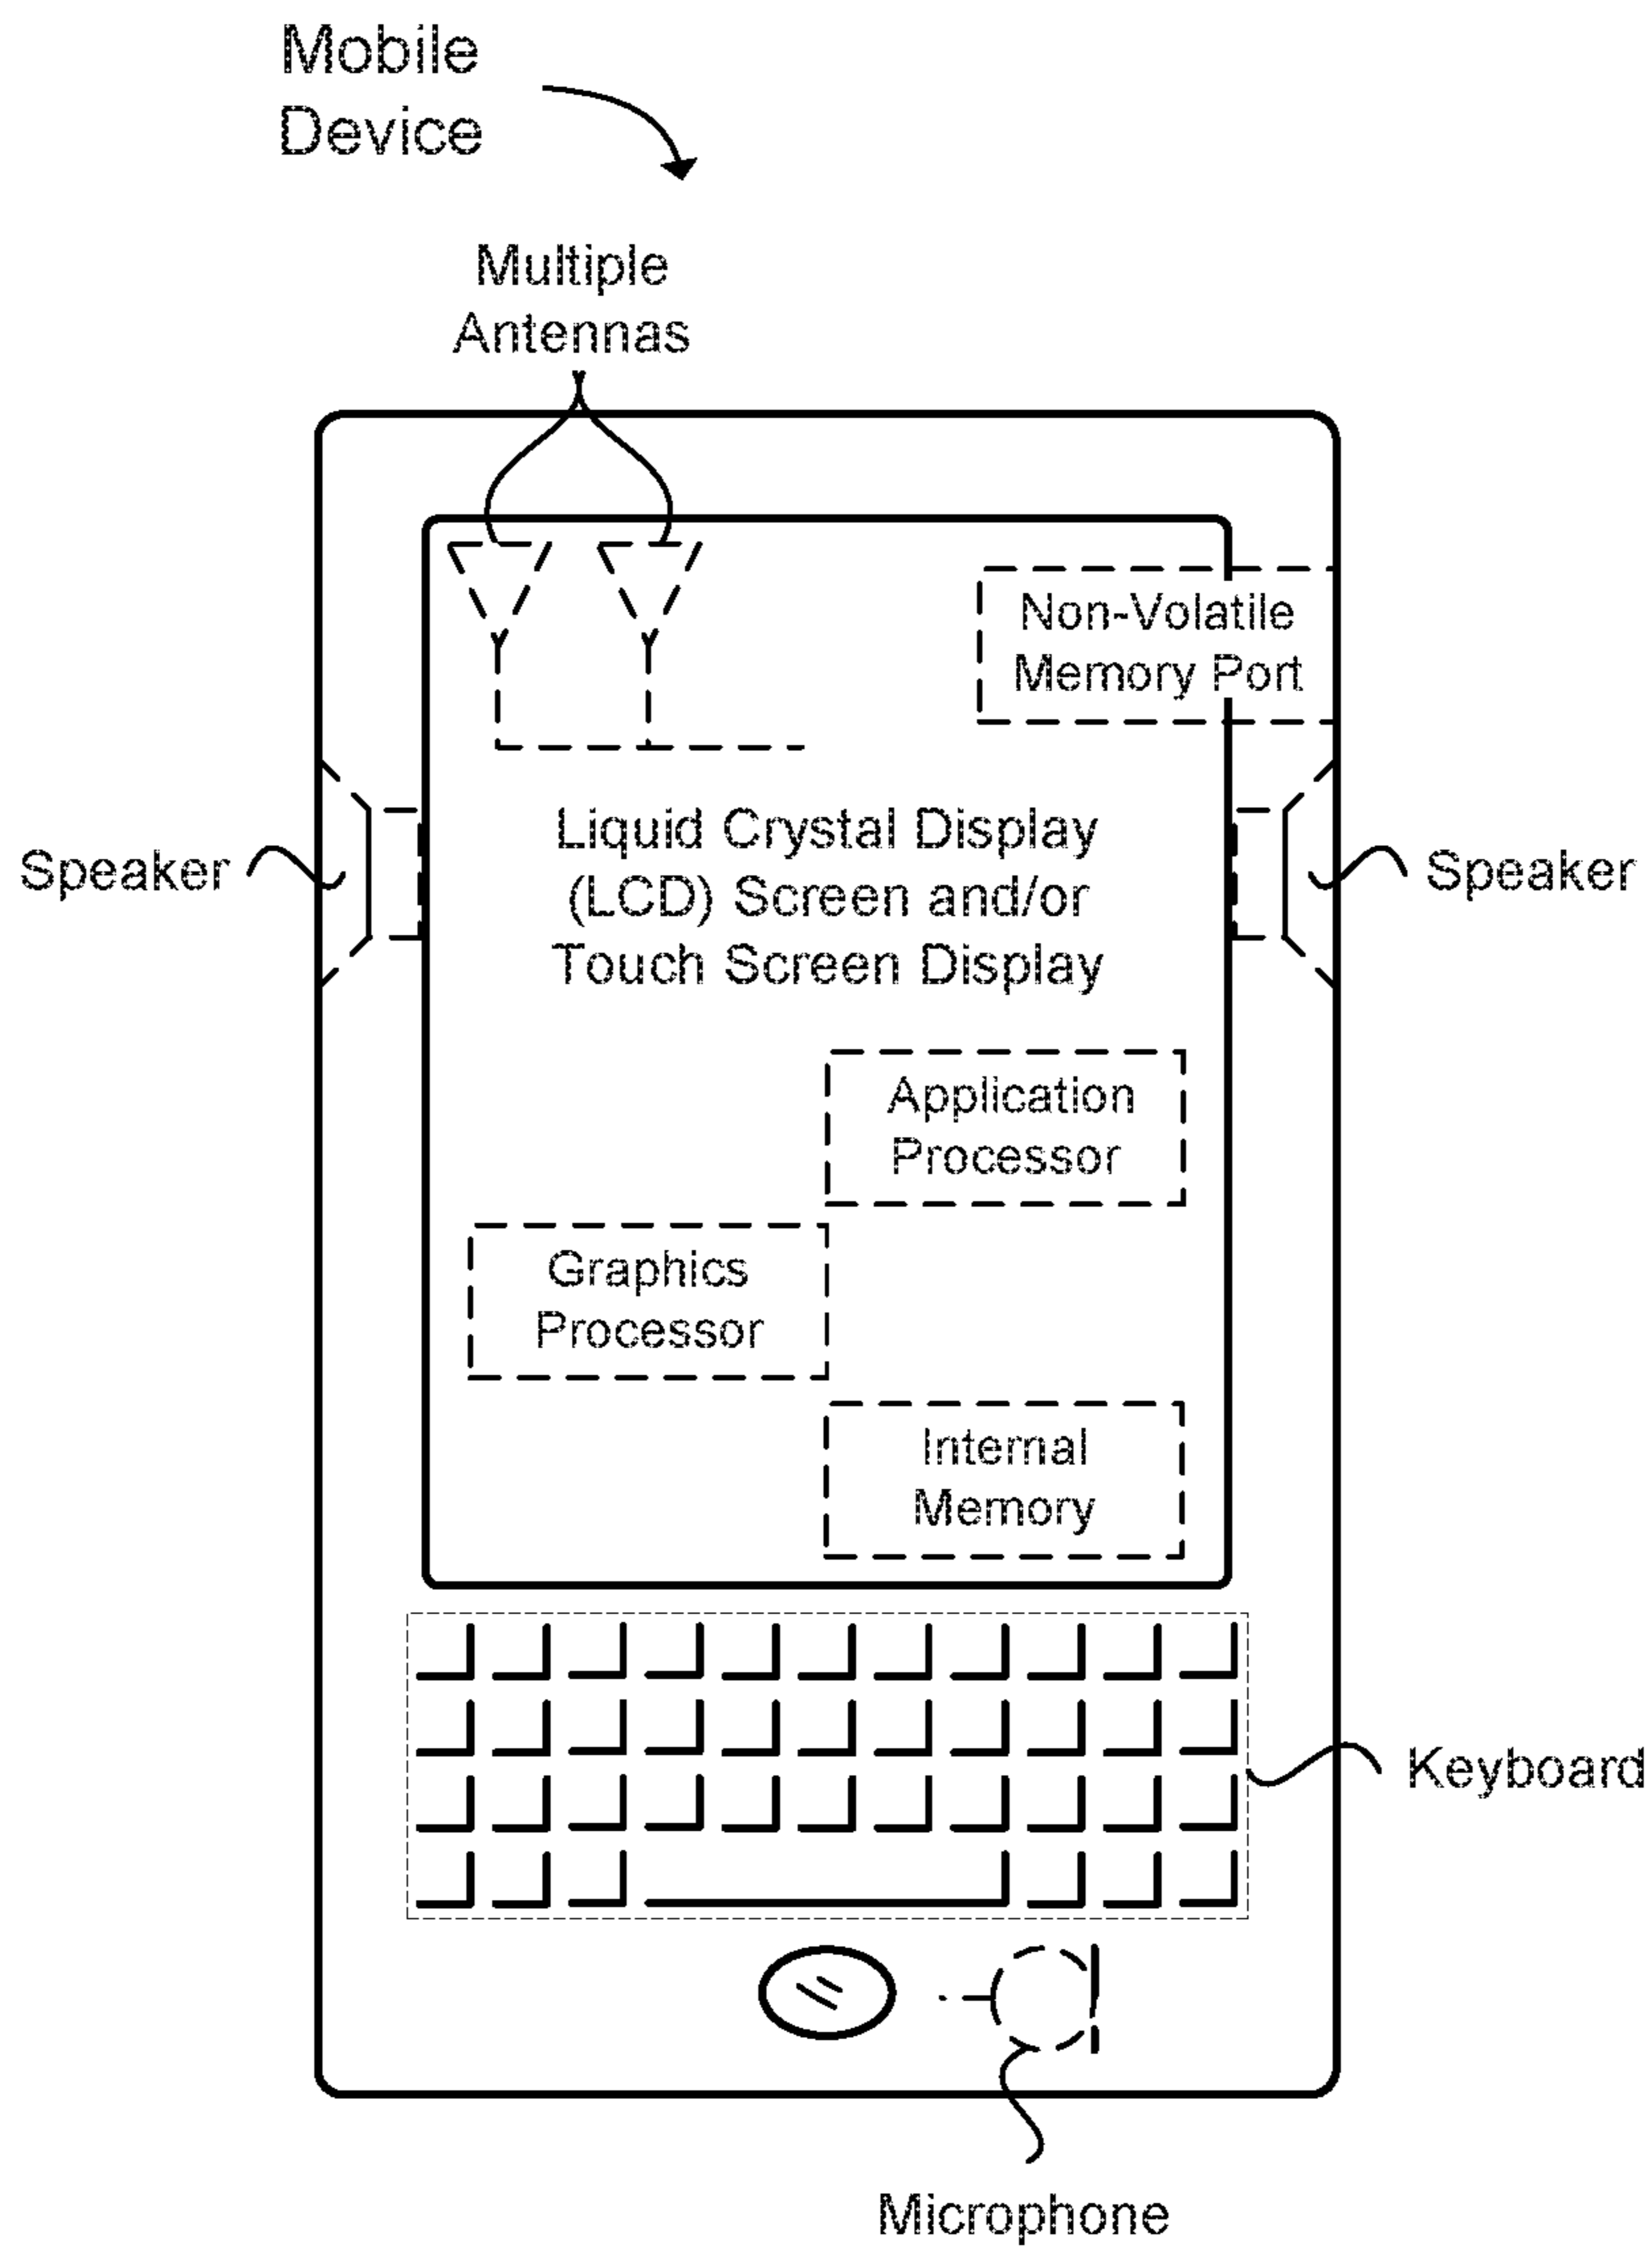 Mobile
Device
Multiple
Antennas
Non-Volatile
Memory Port
Speaker
Liquid Crystal Display
(LCD) Screen and/or
Touch Screen Display
Speaker
Application
Processor
Graphics
Processor
Internal
Memory
Keyboard
Microphone